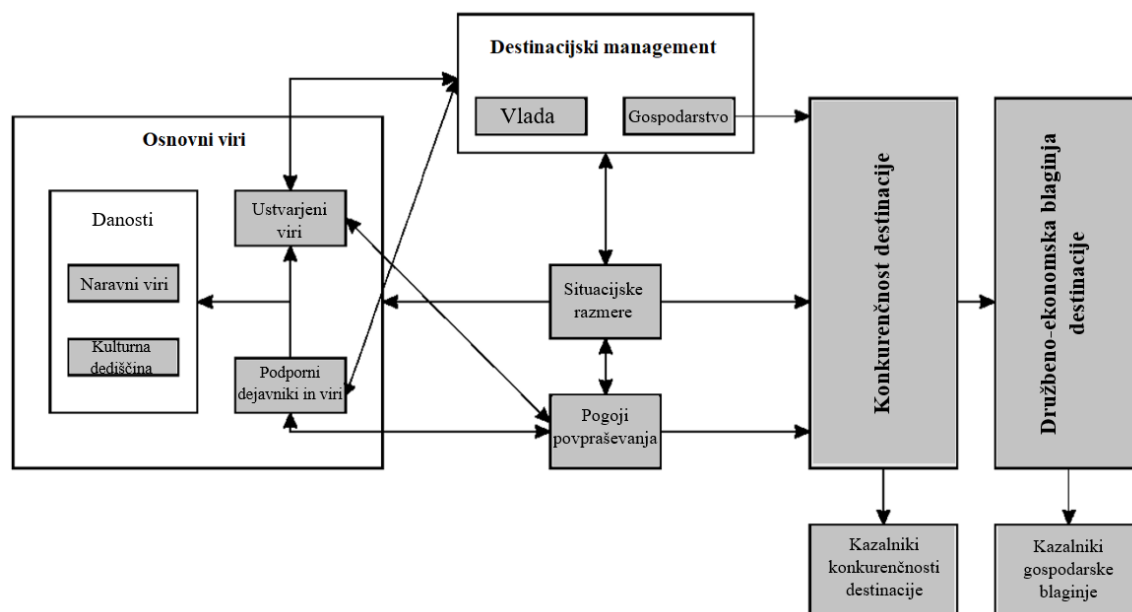 Destinacijski management
Vlada
Gospodarstvo
Osnovni viri
Danosti
Naravni viri
Kulturna
dediščina
Ustvarjeni
viri
Podporni
dejavniki in viri
Situacijske
razmere
Pogoji
povpraševanja
Konkurenčnost destinacije
Družbeno-ekonomska blaginja
destinacije
Kazalniki
konkurenčnosti
destinacije
Kazalniki
gospodarske
blaginje